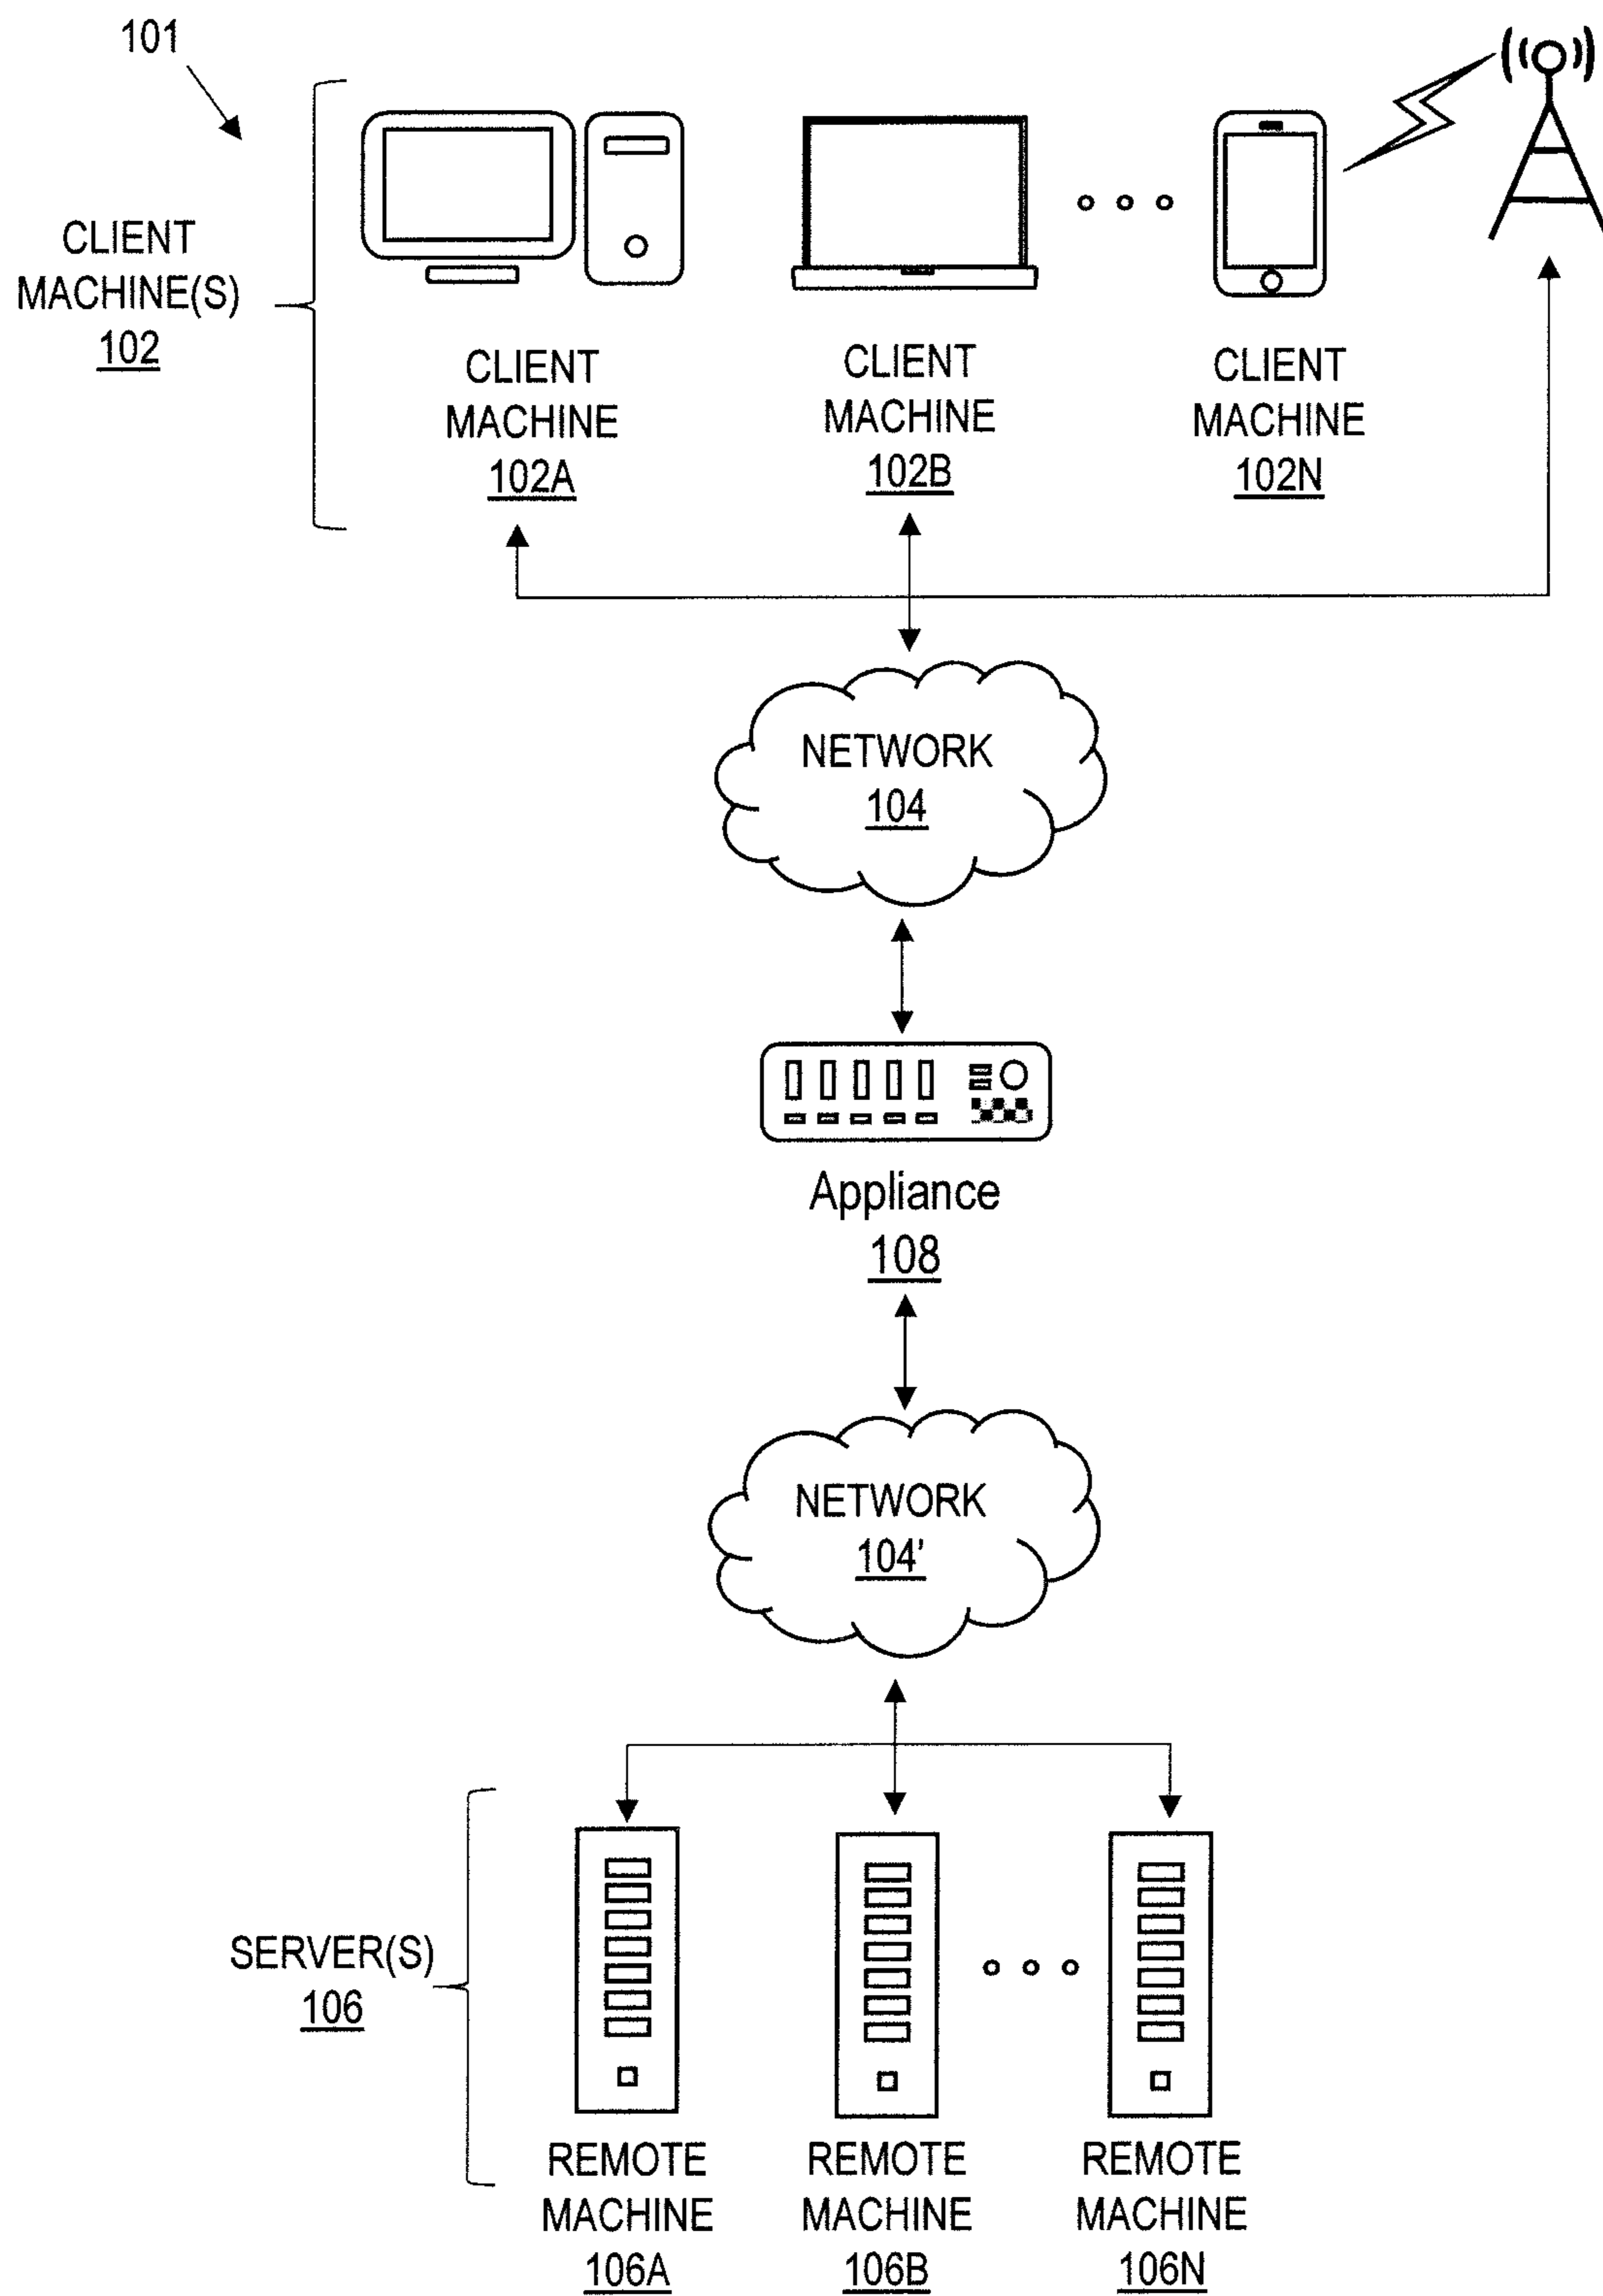 101
CLIENT
MACHINE(S)
102
CLIENT
MACHINE
102A
CLIENT
MACHINE
102B
CLIENT
MACHINE
102N
NETWORK
104
Appliance
108
NETWORK
104'
SERVER(S)
106
REMOTE
MACHINE
106A
REMOTE
MACHINE
106B
REMOTE
MACHINE
106N